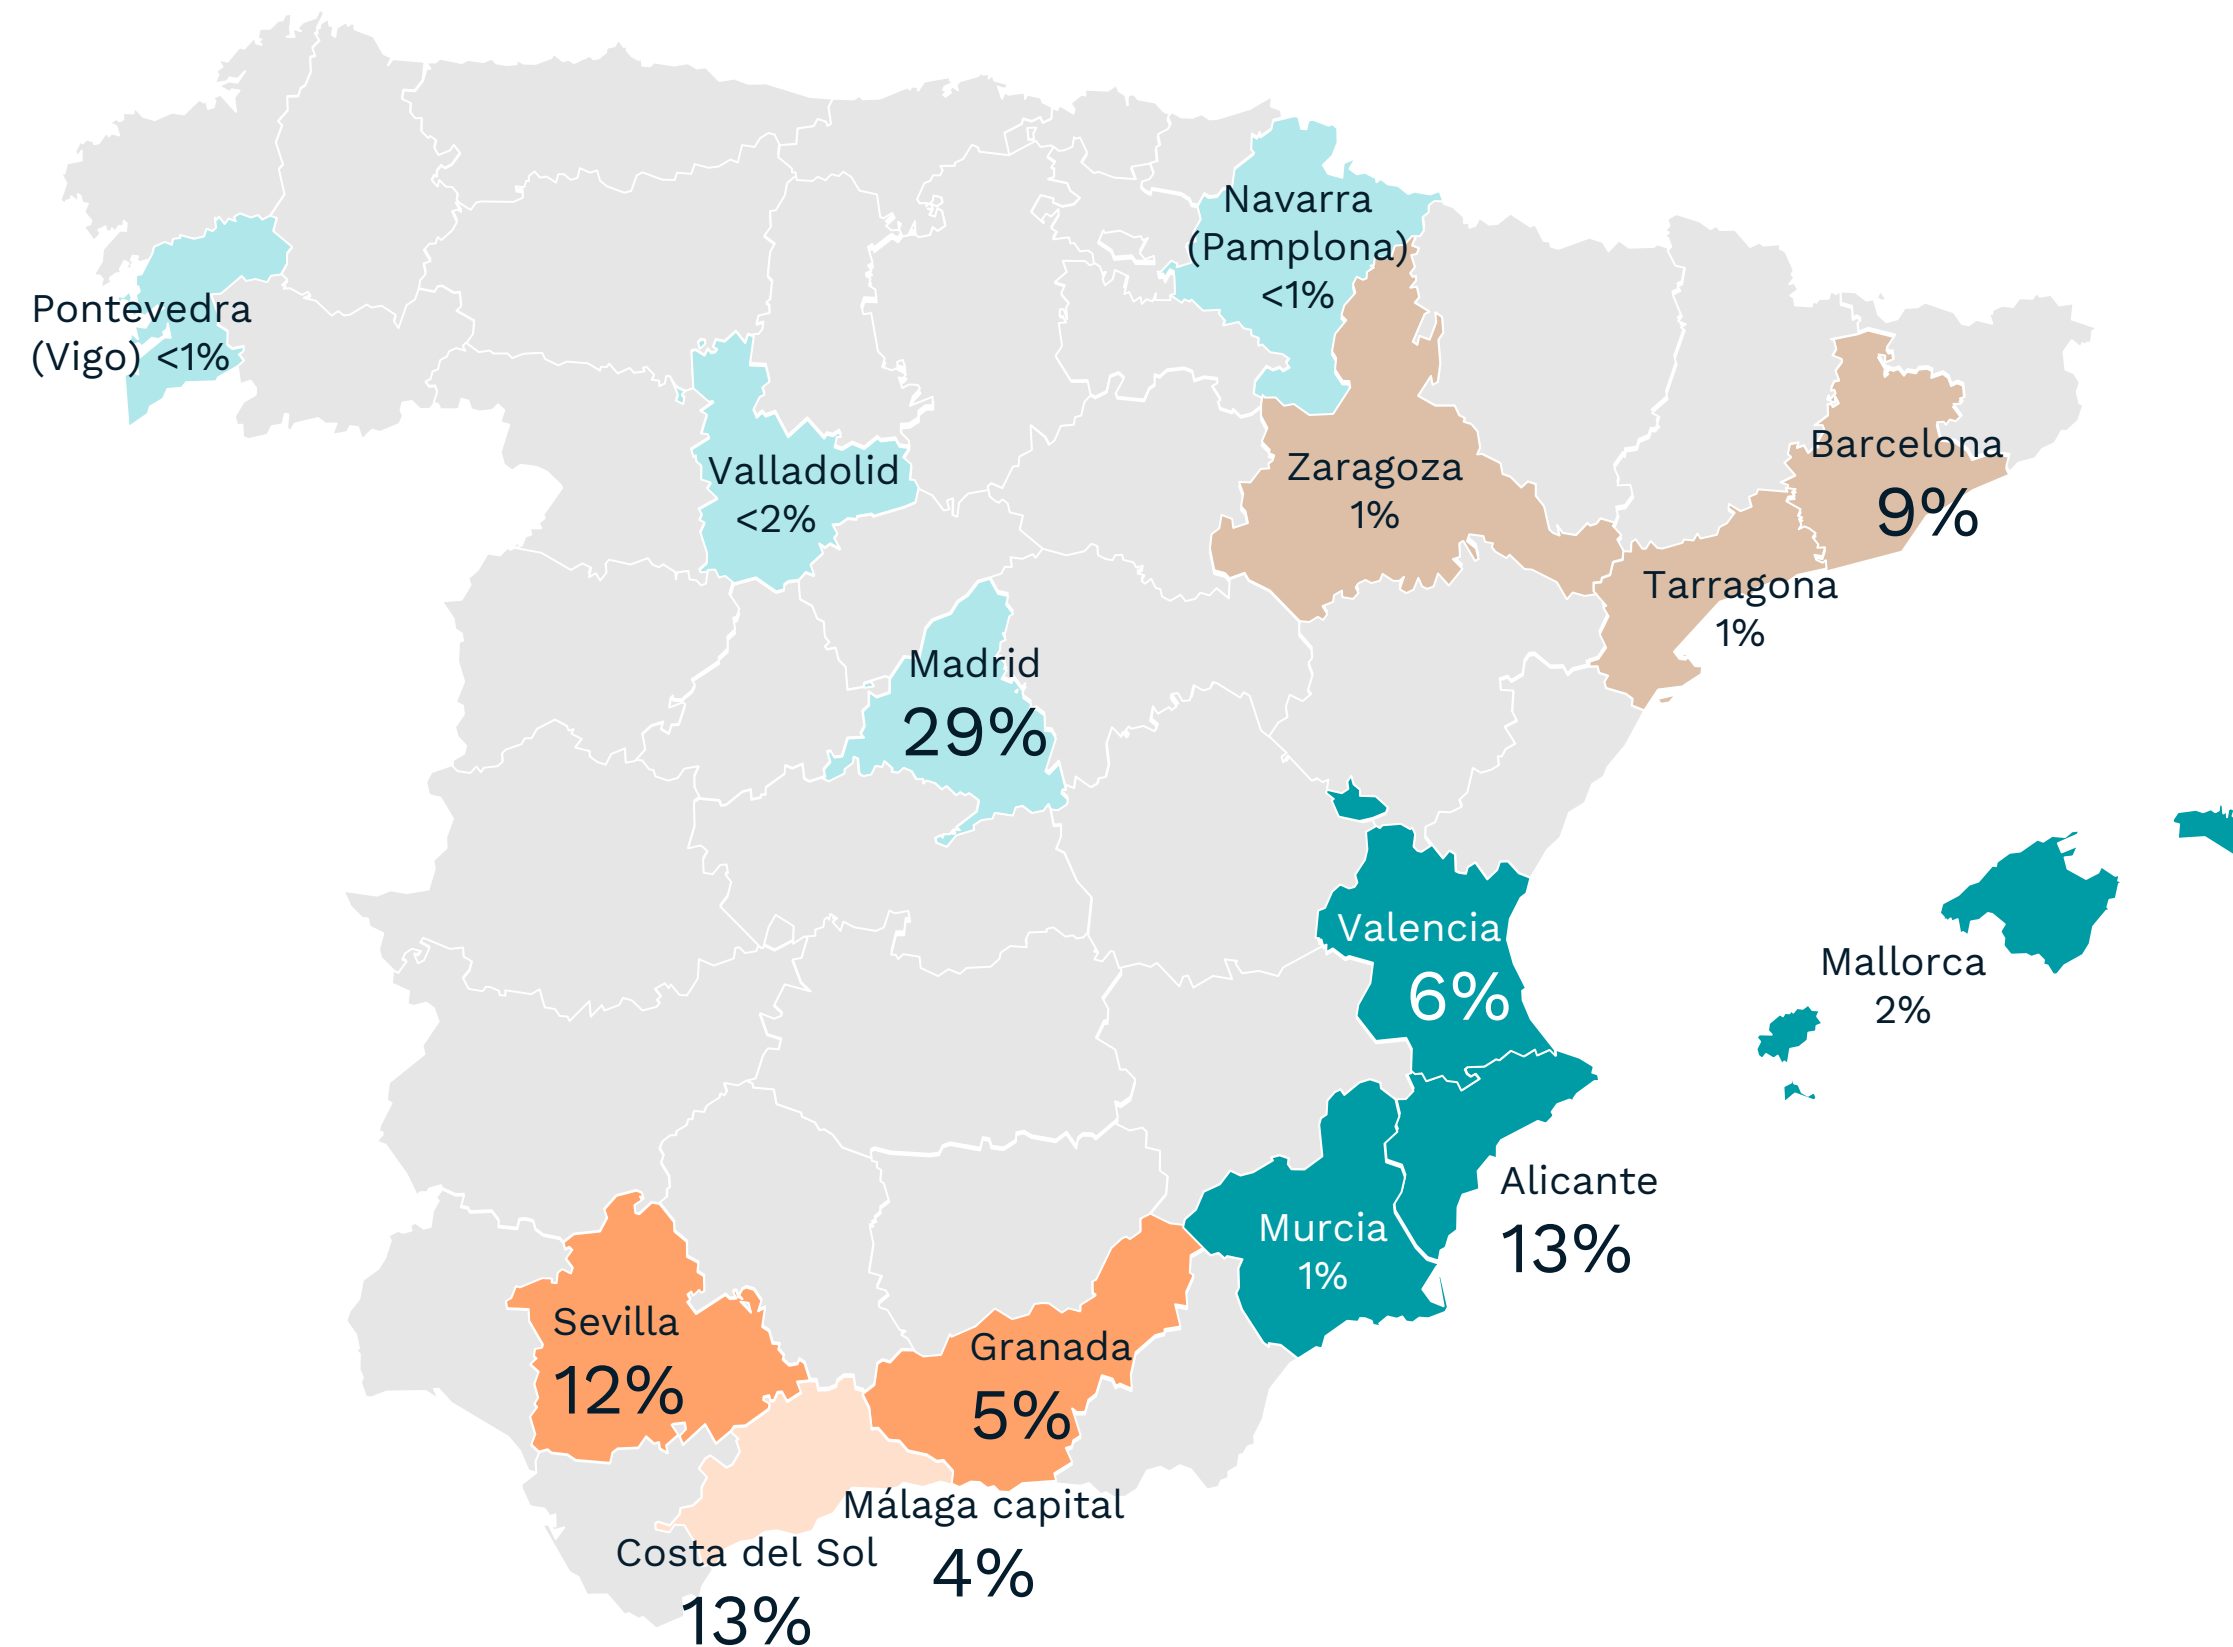 Navarra
(Pamplona)
<1%
Pontevedra
(Vigo) <1%
Valladolid
<2%
Zaragoza
1%
Barcelona
9%
Tarragona
1%
Madrid
29%
Valencia
6%
Mallorca
2%
Alicante
13%
Murcia
1%
Sevilla
12%
Granada
5%
Málaga capital
4%
Costa del Sol
13%